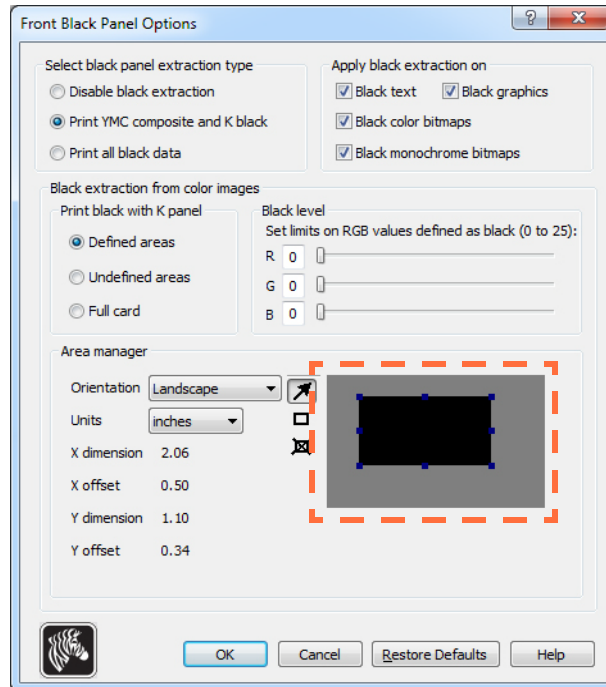 Front Black Panel Options
Select black panel extraction type
Disable black extraction
Print YMC composite and K black
Print all black data
Apply black extraction on
Black text Black graphics
Black color bitmaps
Black monochrome bitmaps
Black extraction from color images
Print black with K panel
Defined areas
Undefined areas
Full card
Black level
Set limits on RGB values defined as black (0 to 25):
R 0
G 0
B 0
Area manager
Orientation Landscape
Units inches
X dimension 2.06
X offset 0.50
Y dimension 1.10
Y offset 0.34
OK Cancel Restore Defaults Help